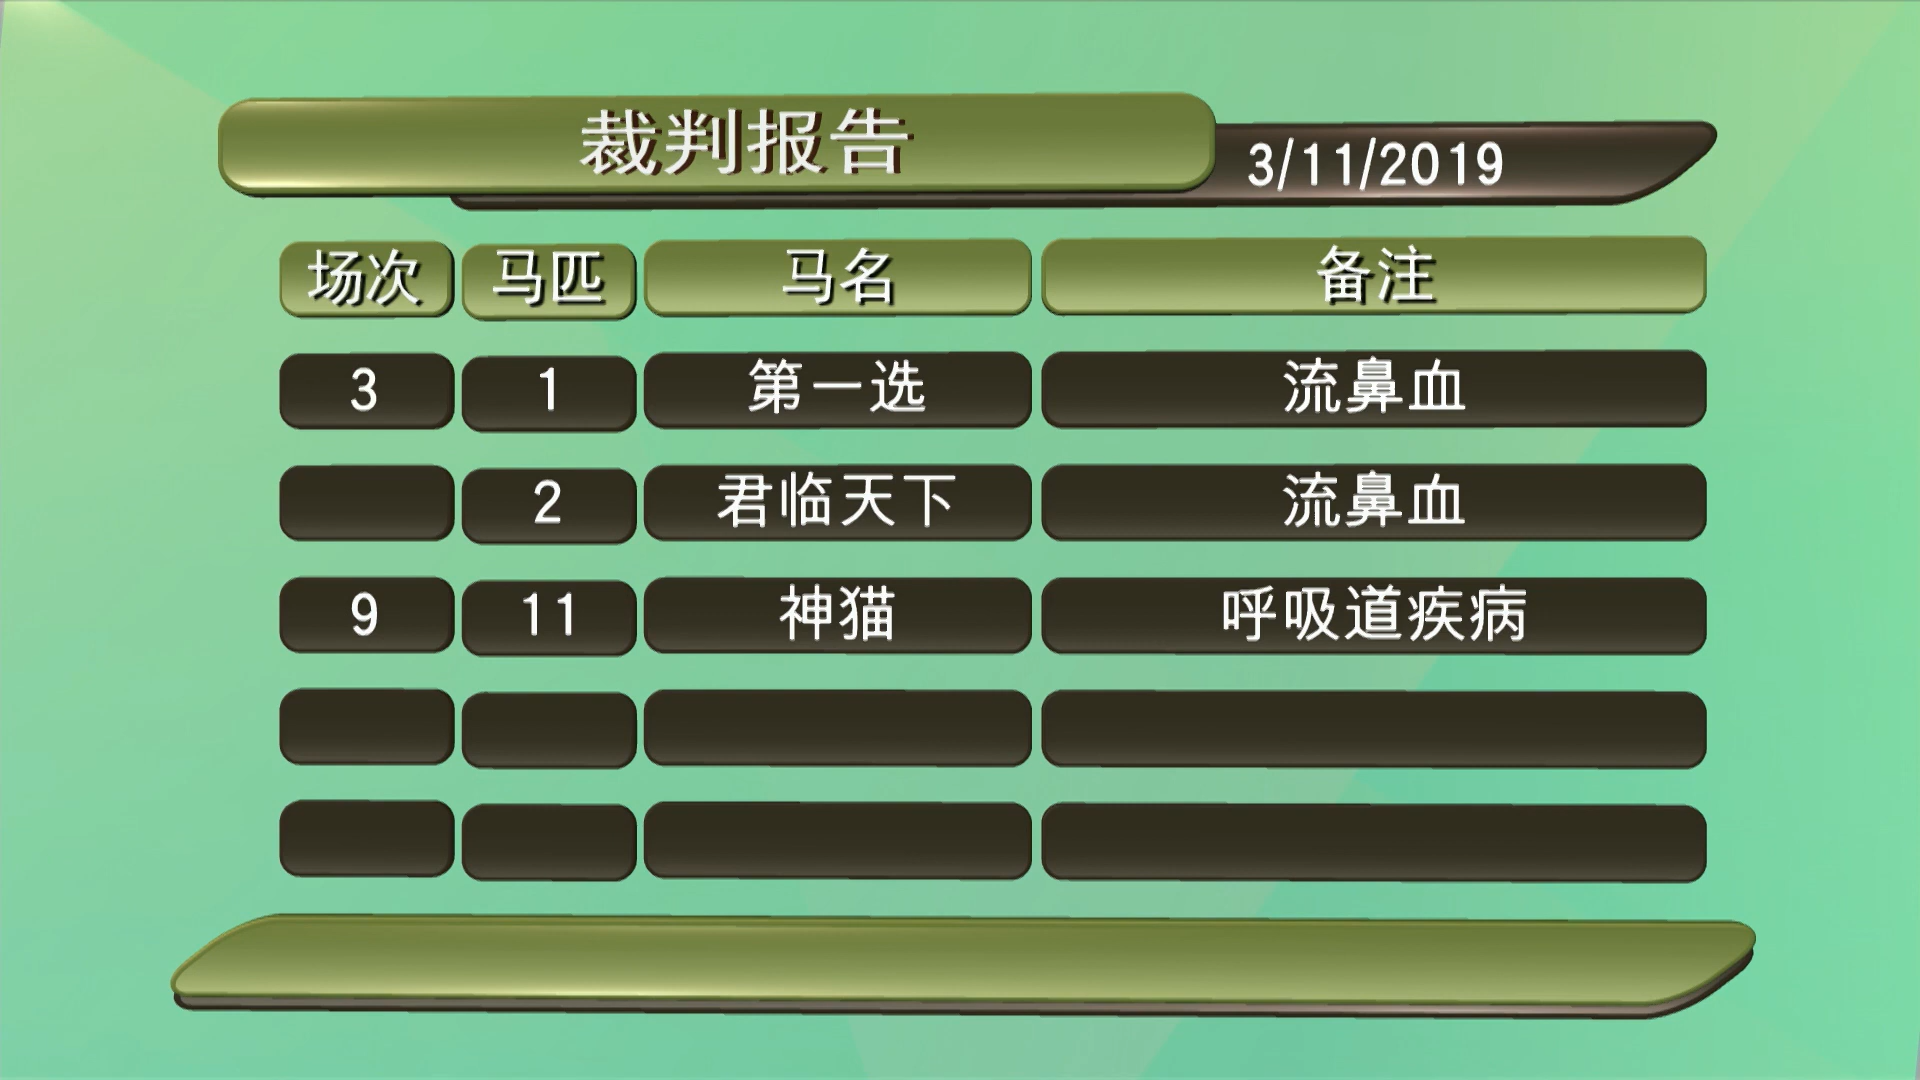 裁判报告
3/11/2019
场次 马匹 马名 备注
3 1 第一选 流鼻血
2 君临天下 流鼻血
9 11 神猫 呼吸道疾病